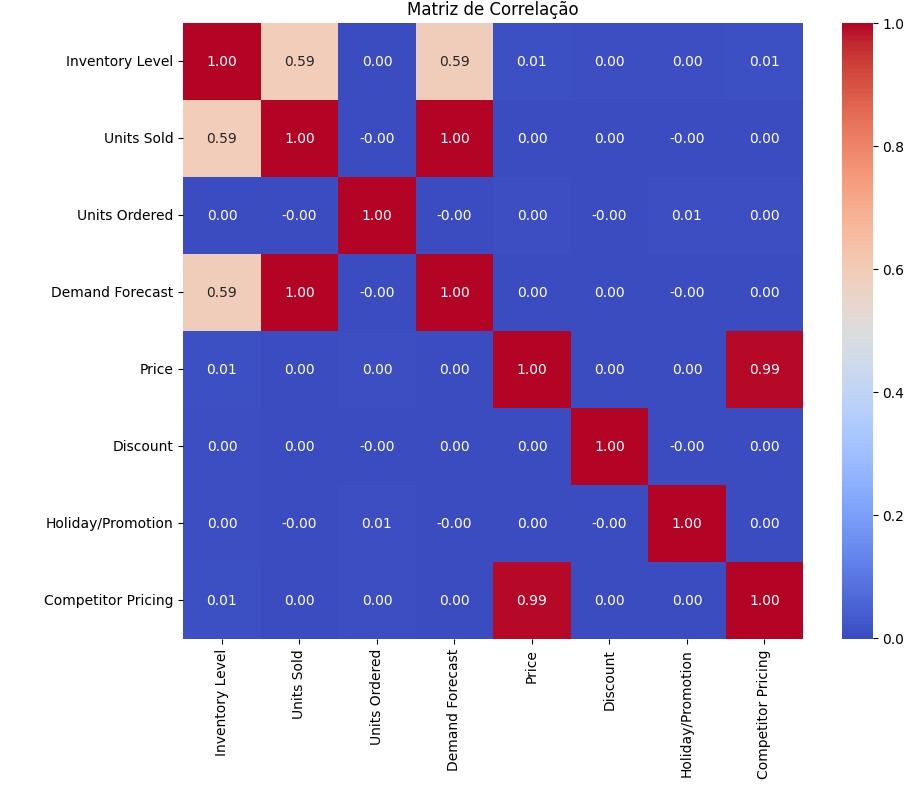 Matriz de Correlação
Inventory Level 1.00 0.59 0.00 0.59 0.01 0.00 0.00 0.01
Units Sold 0.59 1.00 -0.00 1.00 0.00 0.00 -0.00 0.00
Units Ordered 0.00 -0.00 1.00 -0.00 0.00 -0.00 0.01 0.00
Demand Forecast 0.59 1.00 -0.00 1.00 0.00 0.00 -0.00 0.00
Price 0.01 0.00 0.00 0.00 1.00 0.00 0.00 0.99
Discount 0.00 0.00 -0.00 0.00 0.00 1.00 -0.00 0.00
Holiday/Promotion 0.00 -0.00 0.01 -0.00 0.00 -0.00 1.00 0.00
Competitor Pricing 0.01 0.00 0.00 0.00 0.99 0.00 0.00 1.00
Inventory Level
Units Sold
Units Ordered
Demand Forecast
Price
Discount
Holiday/Promotion
Competitor Pricing
1.0
0.8
0.6
0.4
0.2
0.0